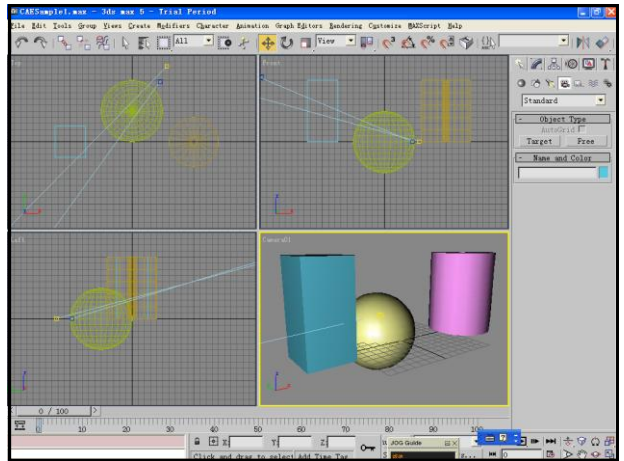 CAESample1.max - 3ds max 5 - Trial Period
File Edit Tools Group Views Create Modifiers Character Animation Graph Editors Rendering Customize MAXScript Help
All
View
Top
Front
Standard
- Object Type
AutoGrid
Target Free
- Name and Color
Left
Camera01
0 / 100
0 10 20 30 40 50 60 70 80 90 100
X: Y: Z:
JOG Guide
Click and drag to select Add Time Tag
0